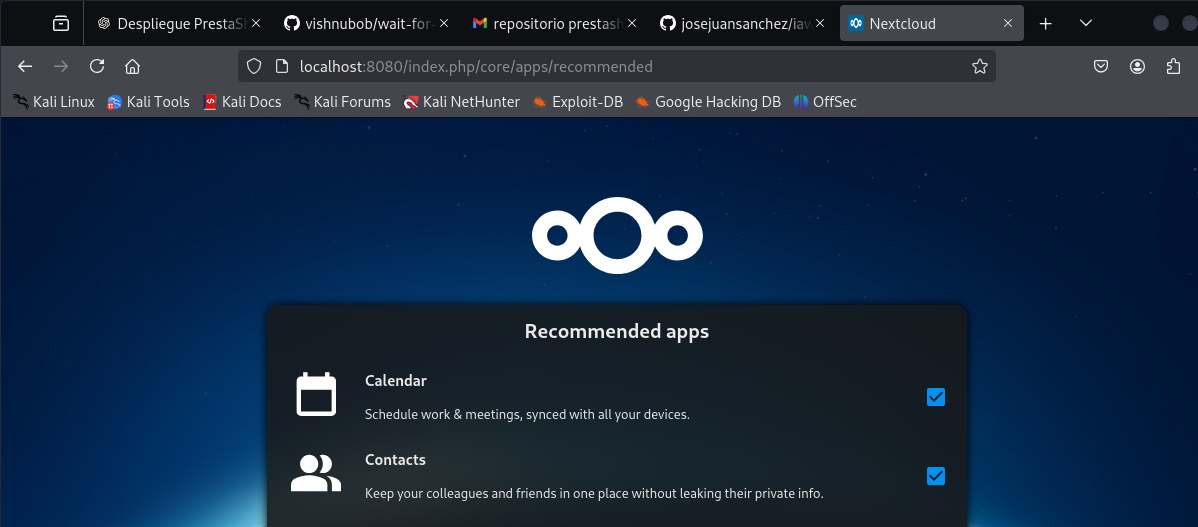 Despliegue PrestaS
vishnubob/wait-for-
repositorio prestash
josejuansanchez/iaw
Nextcloud
localhost:8080/index.php/core/apps/recommended
Kali Linux Kali Tools Kali Docs Kali Forums Kali NetHunter Exploit-DB Google Hacking DB OffSec
Recommended apps
Calendar
Schedule work & meetings, synced with all your devices.
Contacts
Keep your colleagues and friends in one place without leaking their private info.